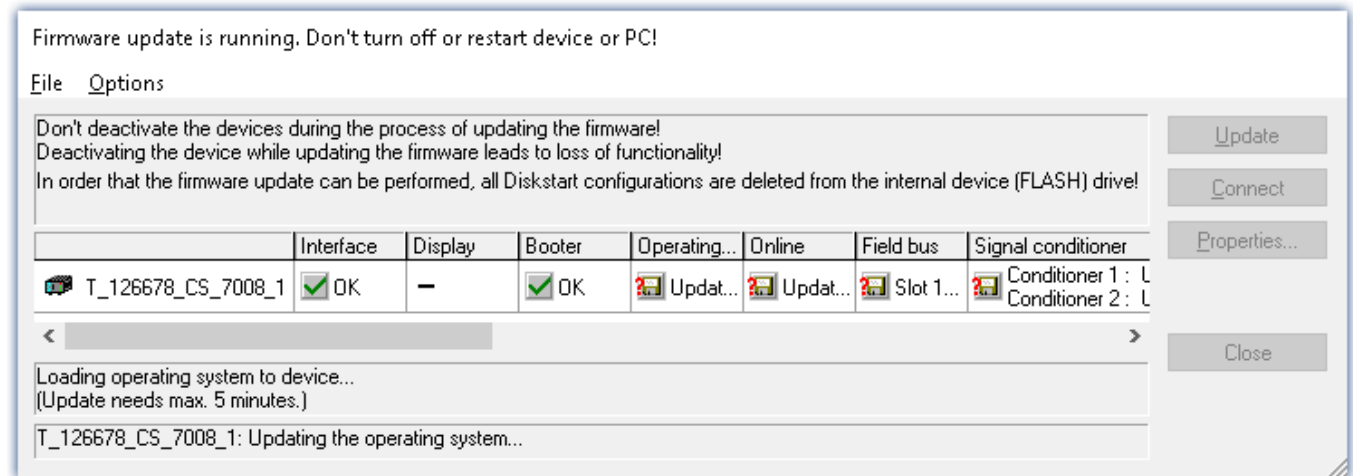 Firmware update is running. Don't turn off or restart device or PC!
File Options
Don't deactivate the devices during the process of updating the firmware!
Deactivating the device while updating the firmware leads to loss of functionality!
In order that the firmware update can be performed, all Diskstart configurations are deleted from the internal device (FLASH) drive!
Update
Connect
Properties...
Close
Interface Display Booter Operating... Online Field bus Signal conditioner
T_126678_CS_7008_1 OK – OK Updat... Updat... Slot 1... Conditioner 1 : U
Conditioner 2 : U
Loading operating system to device...
(Update needs max. 5 minutes.)
T_126678_CS_7008_1: Updating the operating system...